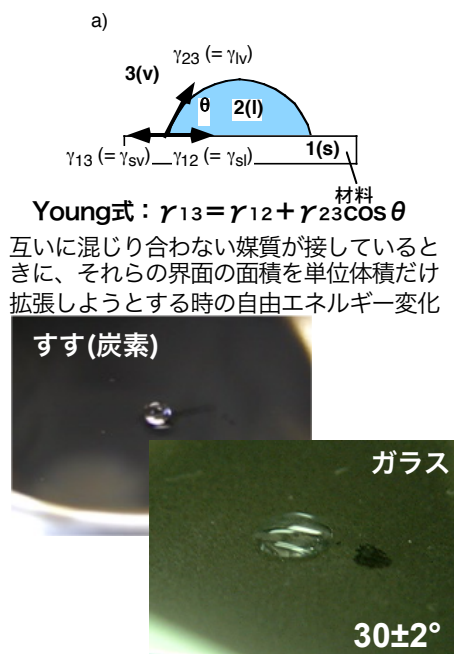 a)
γ23 (= γlv)
3(v)
θ
2(l)
γ13 (= γsv)
γ12 (= γsl)
1(s)
材料
Young式：γ13＝γ12＋γ23cosθ
互いに混じり合わない媒質が接していると
きに、それらの界面の面積を単位体積だけ
拡張しようとする時の自由エネルギー変化
すす(炭素)
ガラス
30±2°